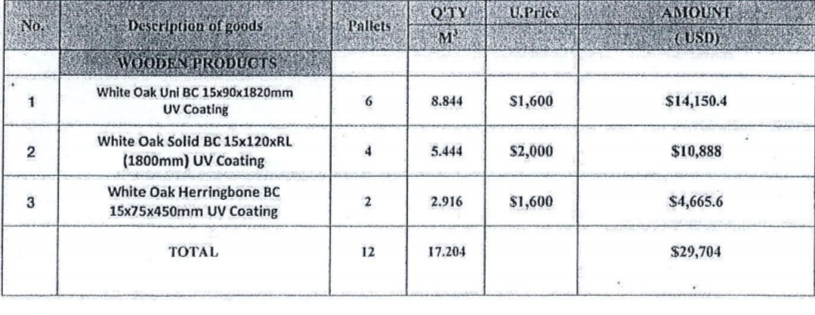 No. Description of goods Pallets Q'TY U.Price AMOUNT
M³ (USD)
WOODEN PRODUCTS
1 White Oak Uni BC 15x90x1820mm 6 8.844 $1,600 $14,150.4
UV Coating
2 White Oak Solid BC 15x120xRL 4 5.444 $2,000 $10,888
(1800mm) UV Coating
3 White Oak Herringbone BC 2 2.916 $1,600 $4,665.6
15x75x450mm UV Coating
TOTAL 12 17.204 $29,704